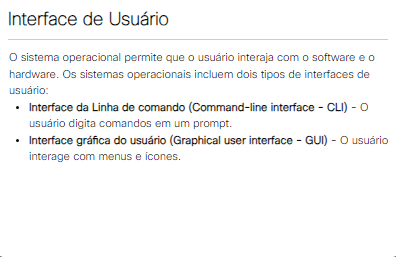 Interface de Usuário
O sistema operacional permite que o usuário interaja com o software e o
hardware. Os sistemas operacionais incluem dois tipos de interfaces de
usuário:
• Interface da Linha de comando (Command-line interface - CLI) - O
usuário digita comandos em um prompt.
• Interface gráfica do usuário (Graphical user interface - GUI) - O usuário
interage com menus e ícones.